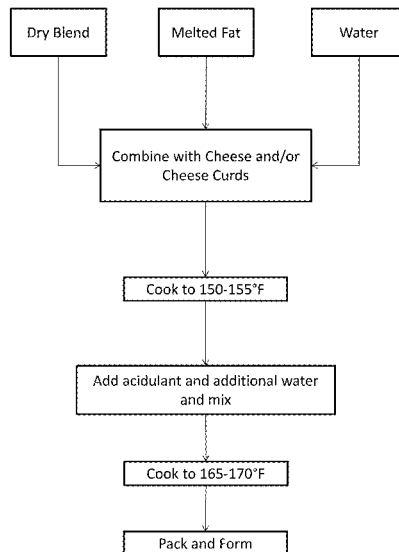 Dry Blend
Melted Fat
Water
Combine with Cheese and/or
Cheese Curds
Cook to 150-155°F
Add acidulant and additional water
and mix
Cook to 165-170°F
Pack and Form